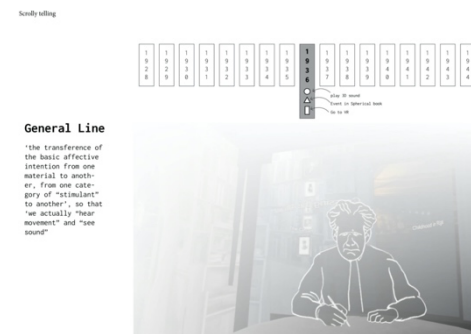 Scrolly telling
1928
1929
1930
1931
1932
1933
1934
1935
1936
1937
1938
1939
1940
1941
1942
1943
194
play 3D sound
Event in Spherical book
Go to VR
General Line
‘the transference of
the basic affective
intention from one
material to anoth-
er, from one cate-
gory of “stimulant”
to another’, so that
‘we actually “hear
movement” and “see
sound”